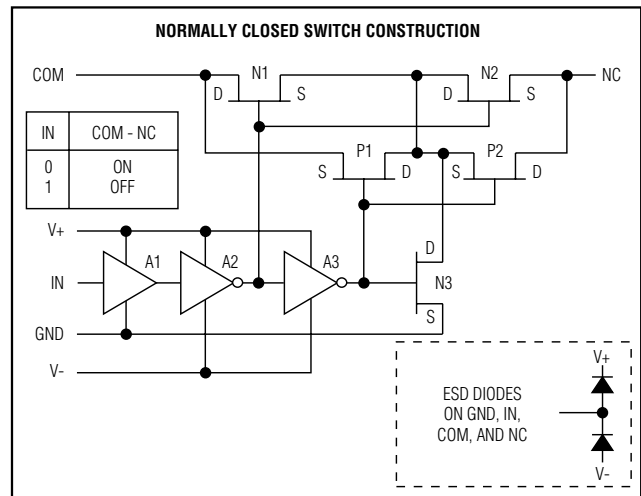 NORMALLY CLOSED SWITCH CONSTRUCTION
COM
N1
N2
NC
D
S
D
S
IN COM - NC
0 ON
1 OFF
P1
P2
S
D
S
D
V+
A1
A2
A3
D
IN
N3
GND
S
V-
V+
ESD DIODES
ON GND, IN,
COM, AND NC
V-